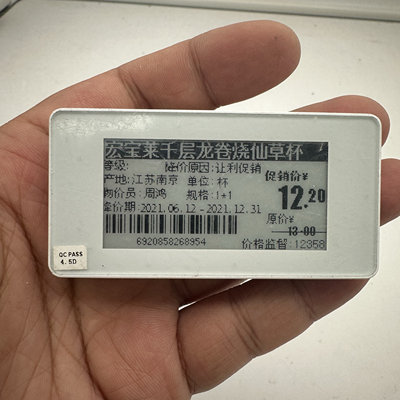 宏宝莱千层龙卷烧仙草杯
等级: 降价原因:让利促销
产地:江苏南京 单位:杯
物价员:周鸿 规格:1*1
降价期:2021.06.12-2021.12.31
6920858268954
促销价¥
12.20
原价¥
13.00
价格监督:12358
QC PASS
4.5D